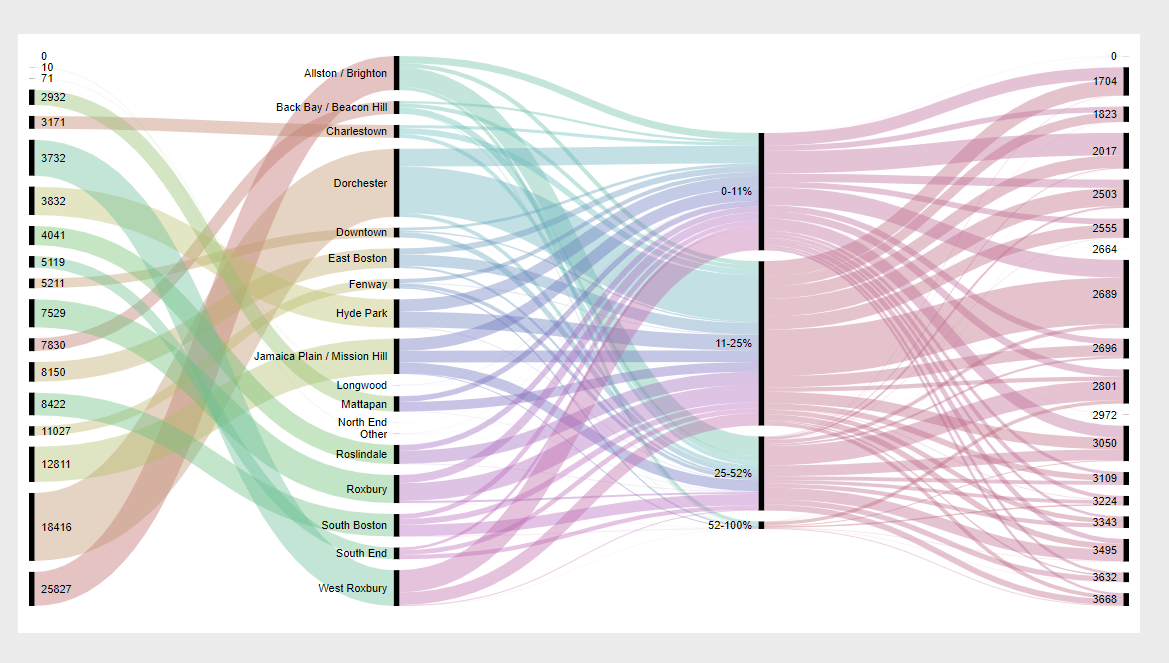 0
10
71
2932
3171
3732
3832
4041
5119
5211
7529
7830
8150
8422
11027
12811
18416
25827
Allston / Brighton
Back Bay / Beacon Hill
Charlestown
Dorchester
Downtown
East Boston
Fenway
Hyde Park
Jamaica Plain / Mission Hill
Longwood
Mattapan
North End
Other
Roslindale
Roxbury
South Boston
South End
West Roxbury
0-11%
11-25%
25-52%
52-100%
0
1704
1823
2017
2503
2555
2664
2689
2696
2801
2972
3050
3109
3224
3343
3495
3632
3668